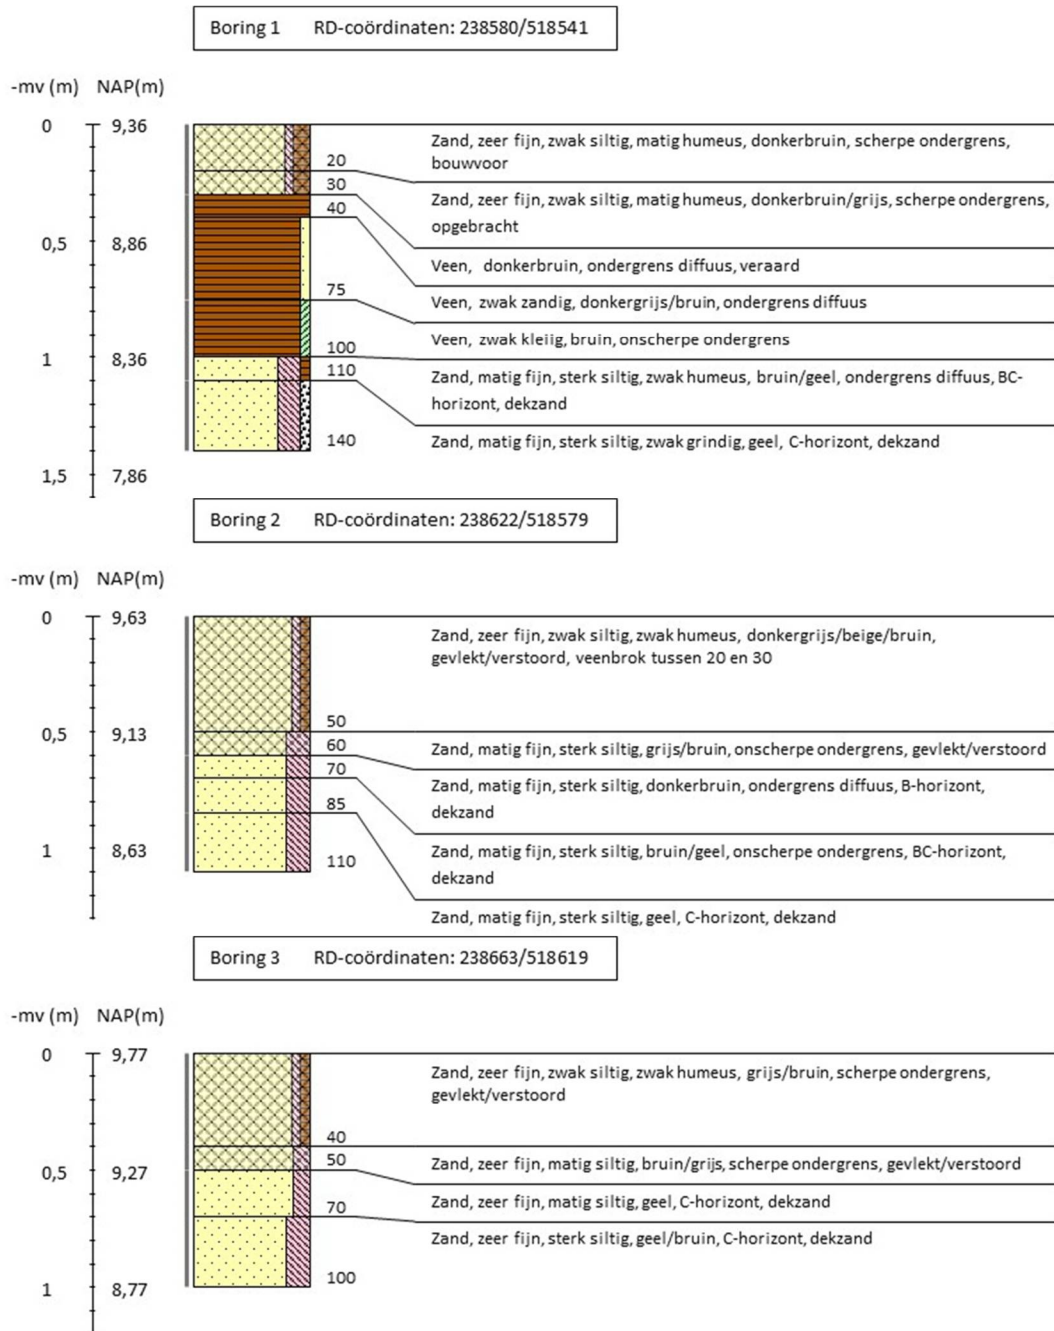 Boring 1 RD-coördinaten: 238580/518541
-mv (m) NAP(m)
0 9,36
Zand, zeer fijn, zwak siltig, matig humeus, donkerbruin, scherpe ondergrens,
bouwvoor
20
30
Zand, zeer fijn, zwak siltig, matig humeus, donkerbruin/grijs, scherpe ondergrens,
opgebracht
40
0,5 8,86
Veen, donkerbruin, ondergrens diffuus, veraard
75
Veen, zwak zandig, donkergrijs/bruin, ondergrens diffuus
100
Veen, zwak kleiig, bruin, onscherpe ondergrens
1 8,36
110
Zand, matig fijn, sterk siltig, zwak humeus, bruin/geel, ondergrens diffuus, BC-
horizont, dekzand
140
Zand, matig fijn, sterk siltig, zwak grindig, geel, C-horizont, dekzand
1,5 7,86
Boring 2 RD-coördinaten: 238622/518579
-mv (m) NAP(m)
0 9,63
Zand, zeer fijn, zwak siltig, zwak humeus, donkergrijs/beige/bruin,
gevlekt/verstoord, veenbrok tussen 20 en 30
50
0,5 9,13
60
Zand, matig fijn, sterk siltig, grijs/bruin, onscherpe ondergrens, gevlekt/verstoord
70
Zand, matig fijn, sterk siltig, donkerbruin, ondergrens diffuus, B-horizont,
dekzand
85
1 8,63
110
Zand, matig fijn, sterk siltig, bruin/geel, onscherpe ondergrens, BC-horizont,
dekzand
Zand, matig fijn, sterk siltig, geel, C-horizont, dekzand
Boring 3 RD-coördinaten: 238663/518619
-mv (m) NAP(m)
0 9,77
Zand, zeer fijn, zwak siltig, zwak humeus, grijs/bruin, scherpe ondergrens,
gevlekt/verstoord
40
50
Zand, zeer fijn, matig siltig, bruin/grijs, scherpe ondergrens, gevlekt/verstoord
0,5 9,27
70
Zand, zeer fijn, matig siltig, geel, C-horizont, dekzand
Zand, zeer fijn, sterk siltig, geel/bruin, C-horizont, dekzand
100
1 8,77